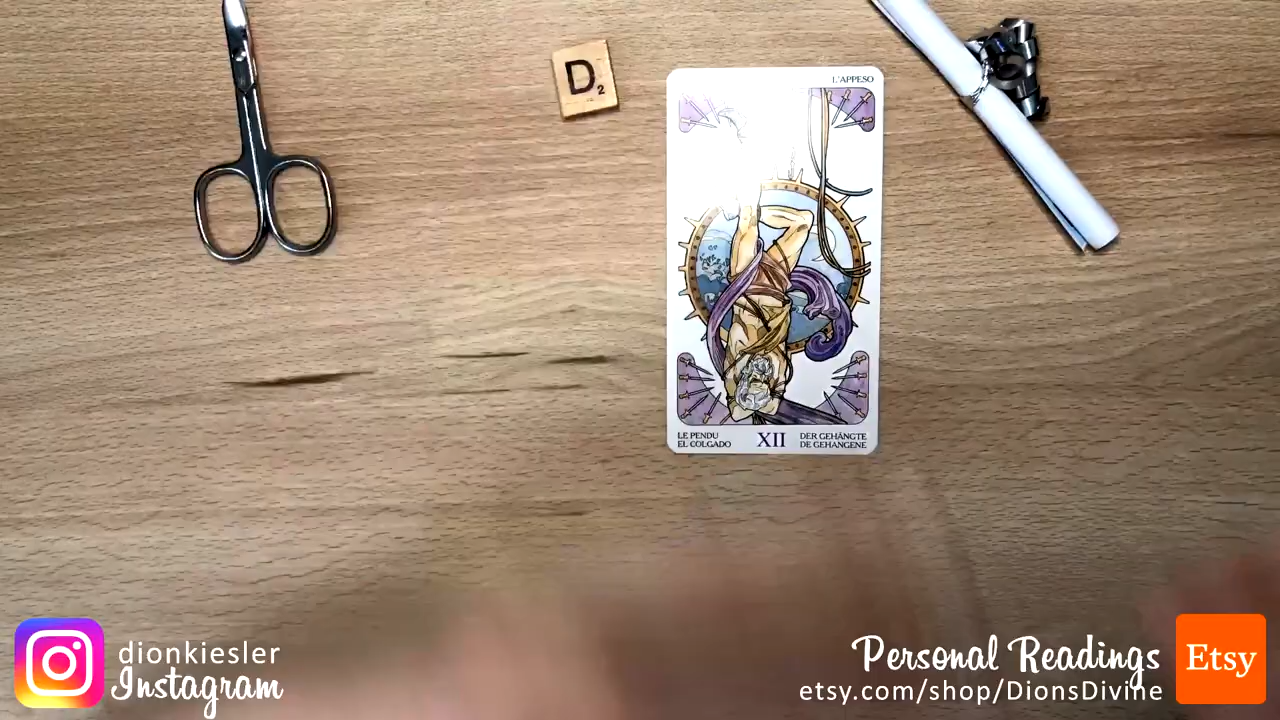 D2
L'APPESO
LE PENDU
EL COLGADO
XII
DER GEHÄNGTE
DE GEHANGENE
dionkiesler
Instagram
Personal Readings
etsy.com/shop/DionsDivine
Etsy